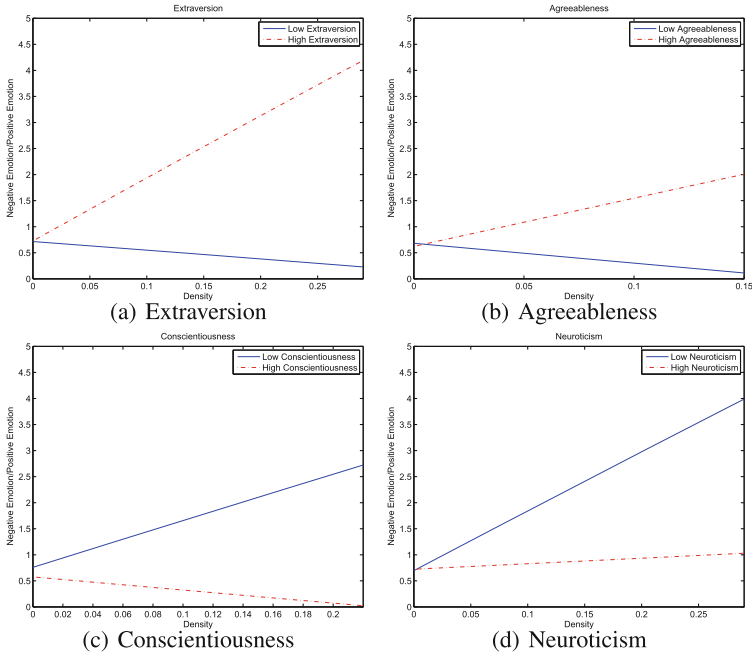 Extraversion
Low Extraversion
High Extraversion
Negative Emotion/Positive Emotion
5
4.5
4
3.5
3
2.5
2
1.5
1
0.5
0
0 0.05 0.1 0.15 0.2 0.25
Density
(a) Extraversion
Agreeableness
Low Agreeableness
High Agreeableness
Negative Emotion/Positive Emotion
5
4.5
4
3.5
3
2.5
2
1.5
1
0.5
0
0 0.05 0.1 0.15
Density
(b) Agreeableness
Conscientiousness
Low Conscientiousness
High Conscientiousness
Negative Emotion/Positive Emotion
5
4.5
4
3.5
3
2.5
2
1.5
1
0.5
0
0 0.02 0.04 0.06 0.08 0.1 0.12 0.14 0.16 0.18 0.2
Density
(c) Conscientiousness
Neuroticism
Low Neuroticism
High Neuroticism
Negative Emotion/Positive Emotion
5
4.5
4
3.5
3
2.5
2
1.5
1
0.5
0
0 0.05 0.1 0.15 0.2 0.25
Density
(d) Neuroticism